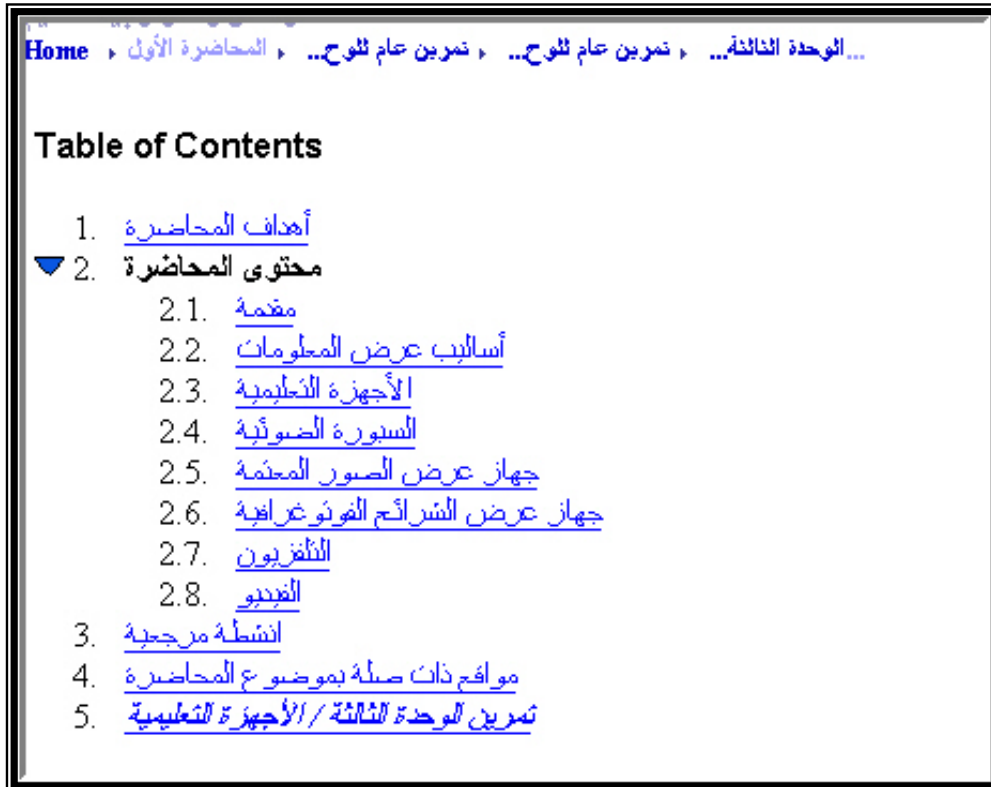 Home ، المحاضرة الأول ، تمرين عام للوح... ، تمرين عام للوح... ، الوحدة الثالثة...
Table of Contents
1. أهداف المحاضرة
2. محتوى المحاضرة
2.1. مقدمة
2.2. أساليب عرض المعلومات
2.3. الأجهزة التعليمية
2.4. السبورة الضوئية
2.5. جهاز عرض الصور المعتمة
2.6. جهاز عرض الشرائح الفوتوغرافية
2.7. التلفزيون
2.8. الفيديو
3. انشطة مرجعية
4. مواقع ذات صلة بموضوع المحاضرة
5. تمرين الوحدة الثالثة / الأجهزة التعليمية